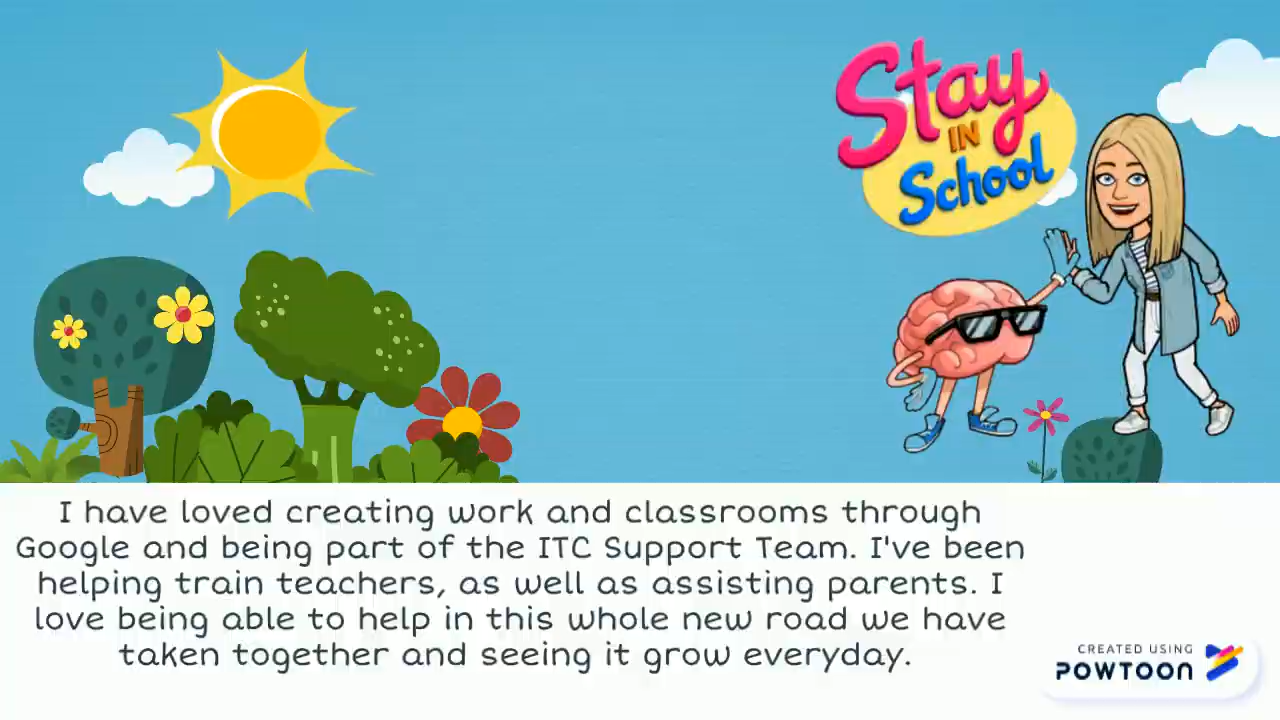 Stay
IN
School
I have loved creating work and classrooms through
Google and being part of the ITC Support Team. I've been
helping train teachers, as well as assisting parents. I
love being able to help in this whole new road we have
taken together and seeing it grow everyday.
CREATED USING
POWTOON